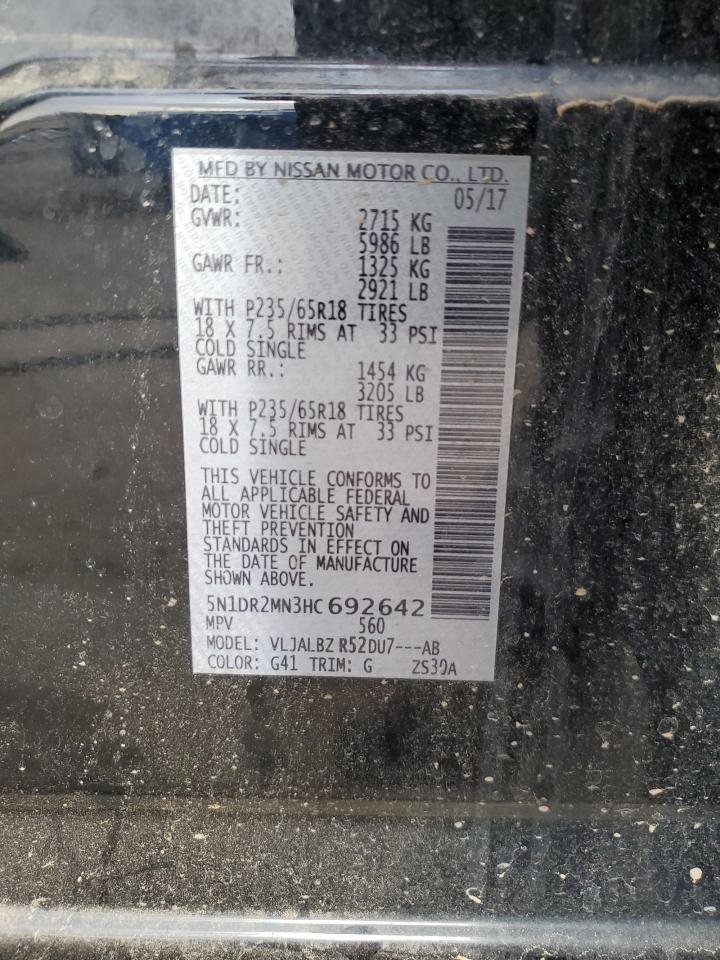 MFD BY NISSAN MOTOR CO., LTD.
DATE: 05/17
GVWR: 2715 KG
5986 LB
GAWR FR.: 1325 KG
2921 LB
WITH P235/65R18 TIRES
18 X 7.5 RIMS AT 33 PSI
COLD SINGLE
GAWR RR.: 1454 KG
3205 LB
WITH P235/65R18 TIRES
18 X 7.5 RIMS AT 33 PSI
COLD SINGLE
THIS VEHICLE CONFORMS TO
ALL APPLICABLE FEDERAL
MOTOR VEHICLE SAFETY AND
THEFT PREVENTION
STANDARDS IN EFFECT ON
THE DATE OF MANUFACTURE
SHOWN ABOVE.
5N1DR2MN3HC692642
MPV 560
MODEL: VLJALBZ R52DU7---AB
COLOR: G41 TRIM: G ZS30A